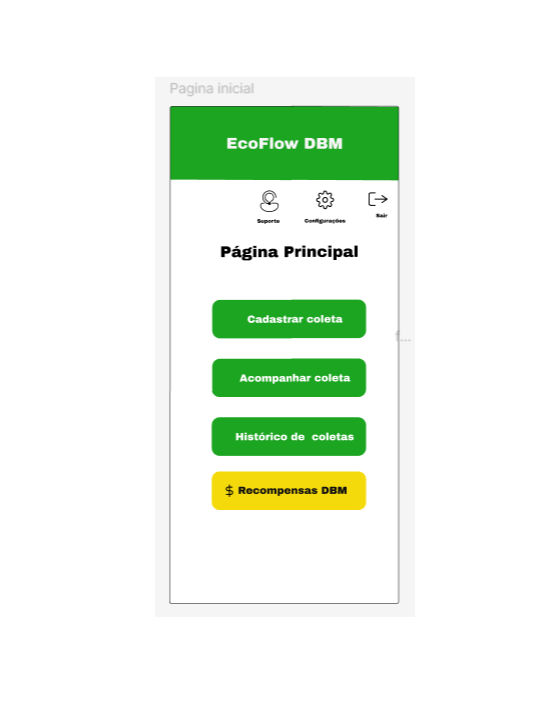 Pagina inicial
EcoFlow DBM
Suporte
Configurações
Sair
Página Principal
Cadastrar coleta
f...
Acompanhar coleta
Histórico de coletas
$ Recompensas DBM